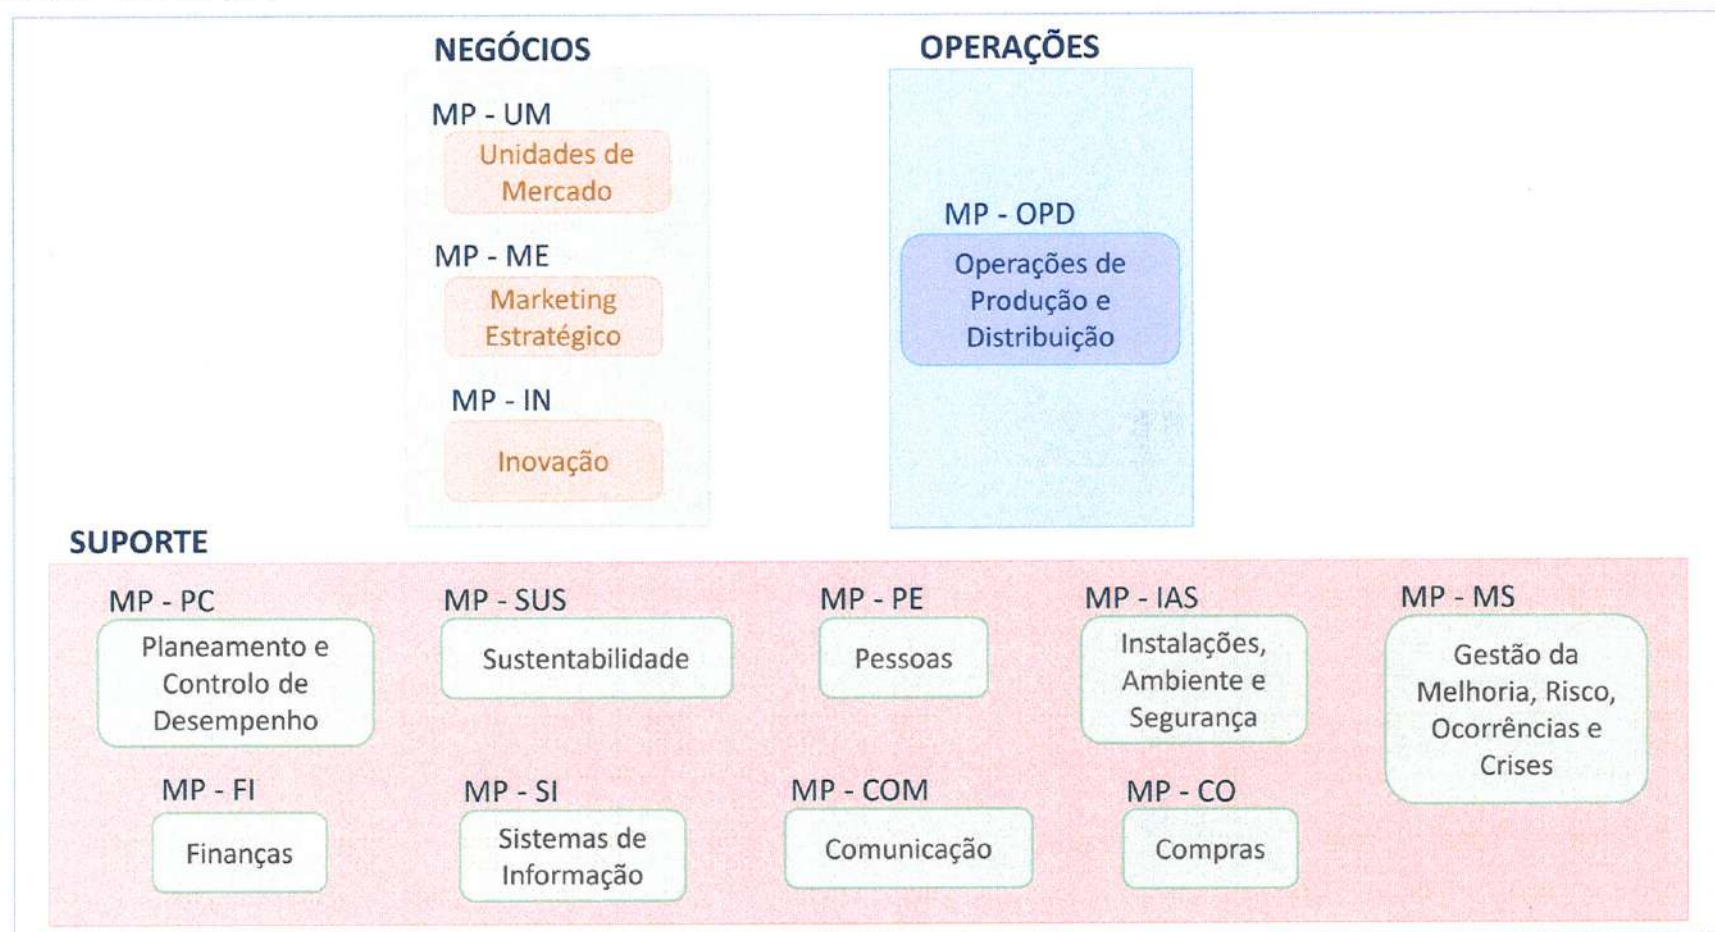 NEGÓCIOS
MP - UM
Unidades de
Mercado
MP - ME
Marketing
Estratégico
MP - IN
Inovação
OPERAÇÕES
MP - OPD
Operações de
Produção e
Distribuição
SUPORTE
MP - PC
Planeamento e
Controlo de
Desempenho
MP - SUS
Sustentabilidade
MP - PE
Pessoas
MP - IAS
Instalações,
Ambiente e
Segurança
MP - MS
Gestão da
Melhoria, Risco,
Ocorrências e
Crises
MP - FI
Finanças
MP - SI
Sistemas de
Informação
MP - COM
Comunicação
MP - CO
Compras